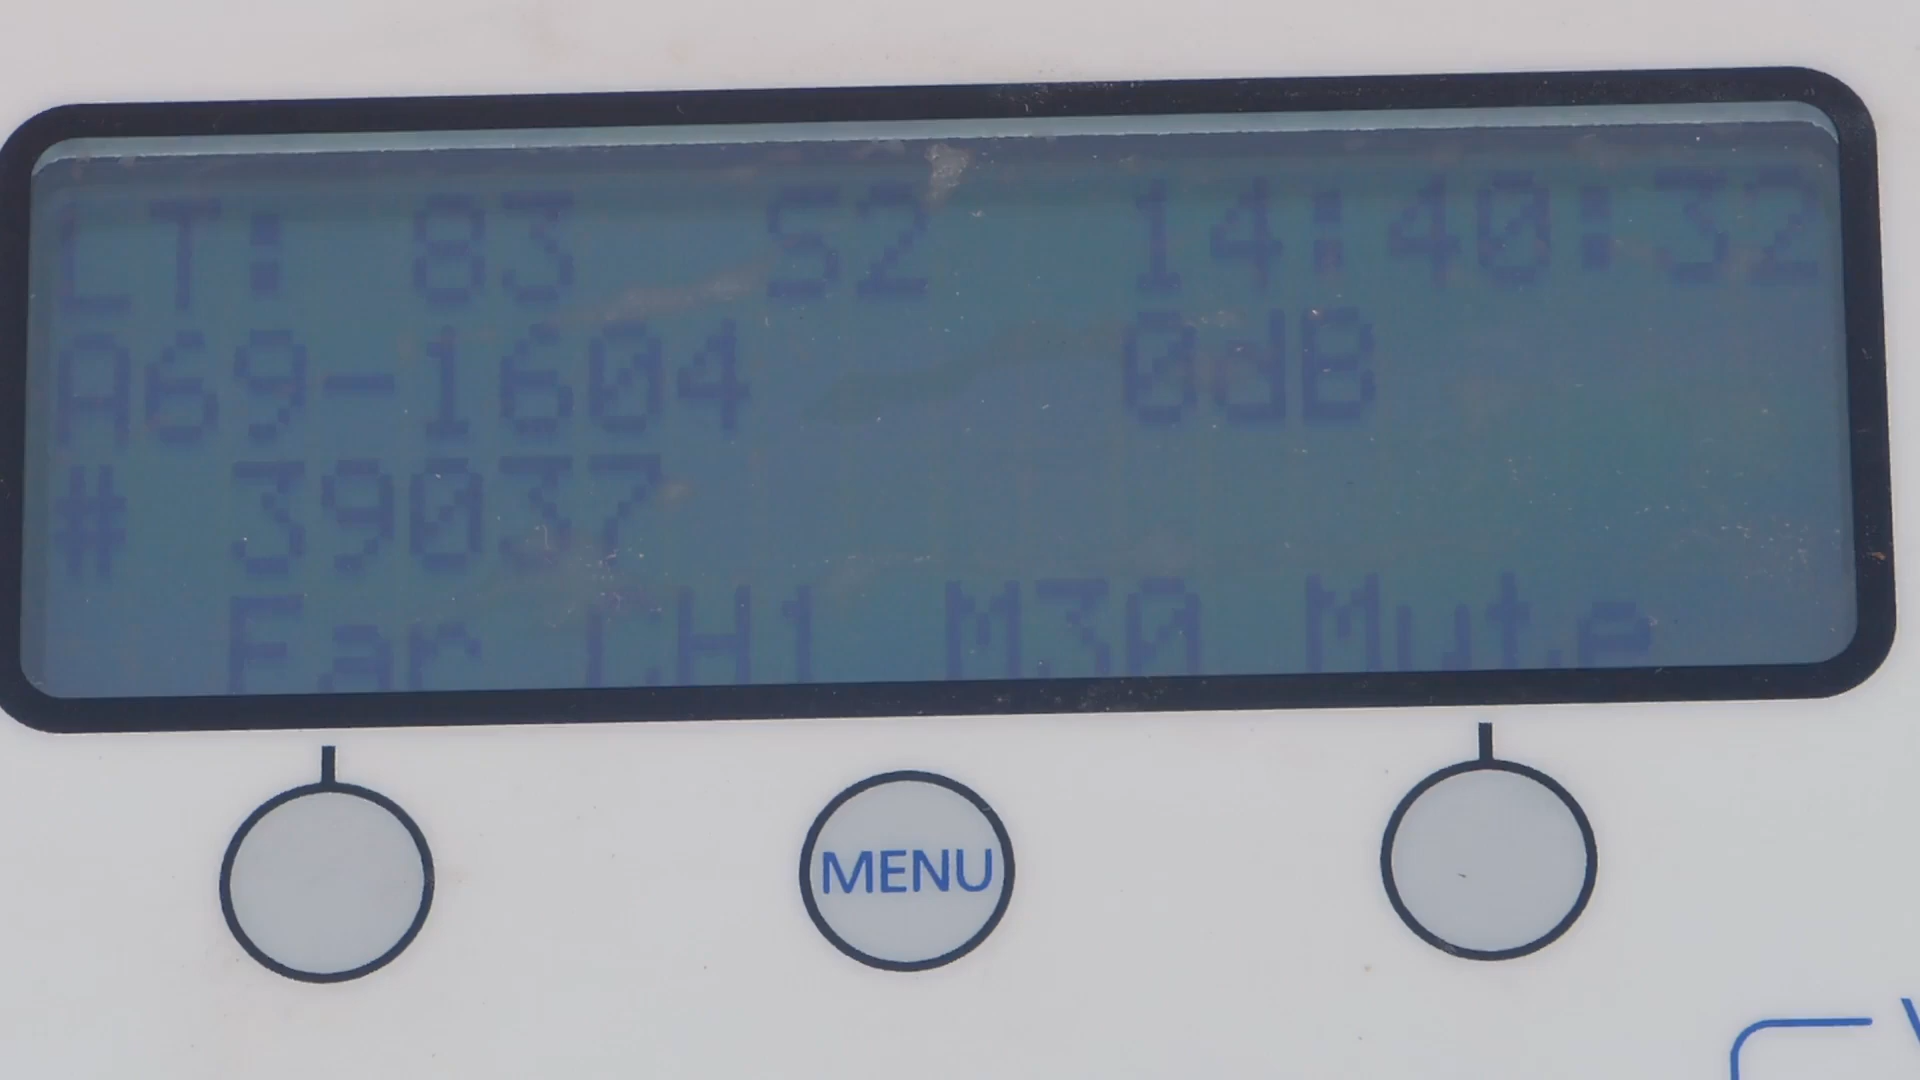 LT: 83 S2 14:40:32
A69-1604 0dB
# 39037
Far CH1 M30 Mute
MENU